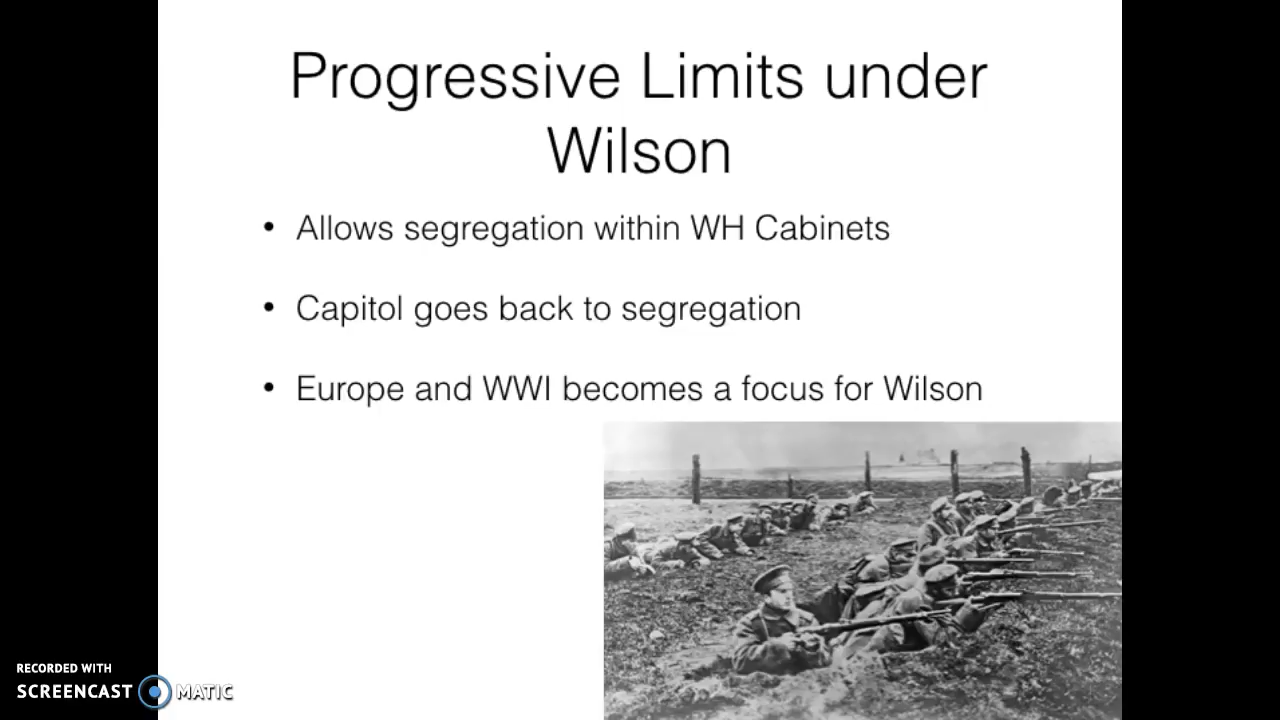 Progressive Limits under
Wilson
• Allows segregation within WH Cabinets
• Capitol goes back to segregation
• Europe and WWI becomes a focus for Wilson
RECORDED WITH
SCREENCAST MATIC